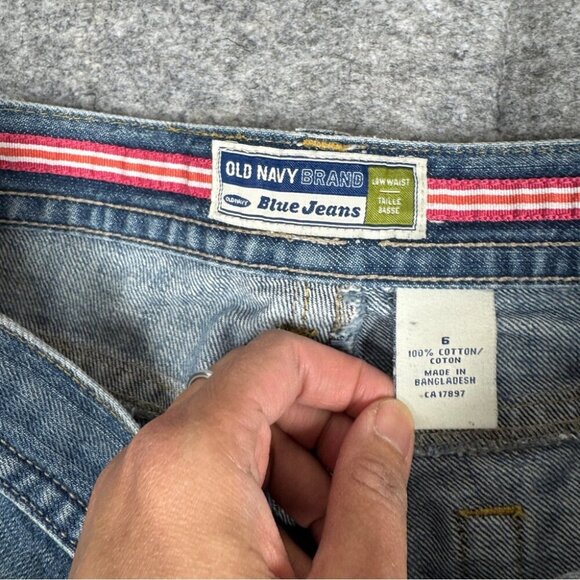 OLD NAVY BRAND
OLD NAVY Blue Jeans
LOW WAIST
TAILLE
BASSE
6
100% COTTON/
COTON
MADE IN
BANGLADESH
CA17897